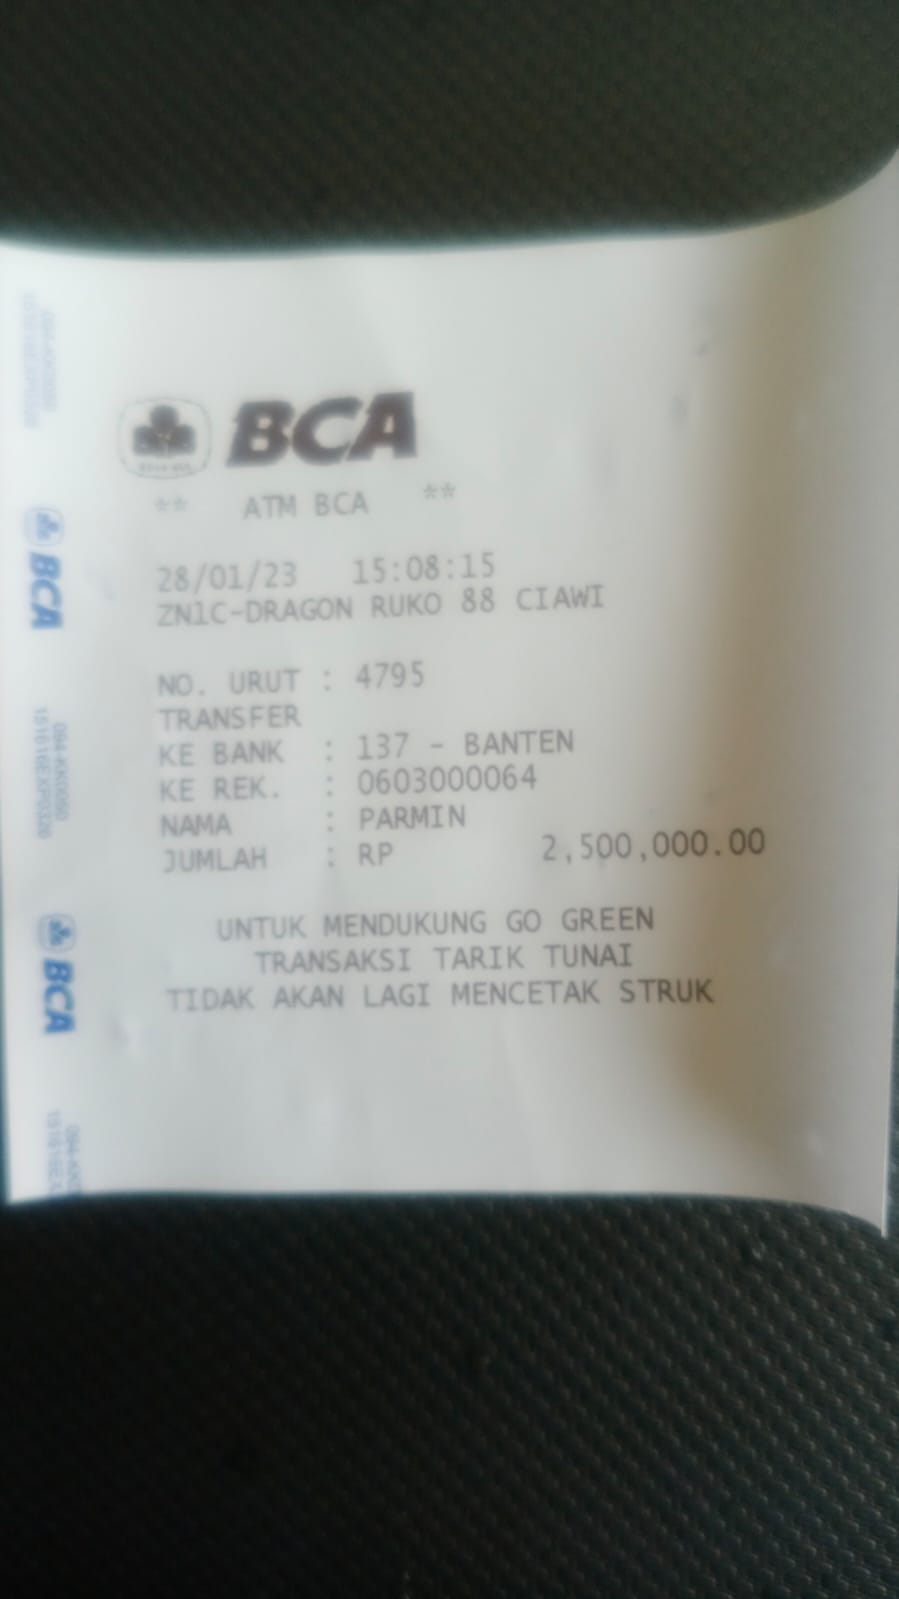 BCA
** ATM BCA **
28/01/23 15:08:15
ZN1C-DRAGON RUKO 88 CIAWI
NO. URUT : 4795
TRANSFER
KE BANK : 137 - BANTEN
KE REK. : 0603000064
NAMA : PARMIN
JUMLAH : RP 2,500,000.00
UNTUK MENDUKUNG GO GREEN
TRANSAKSI TARIK TUNAI
TIDAK AKAN LAGI MENCETAK STRUK
BCA
BCA